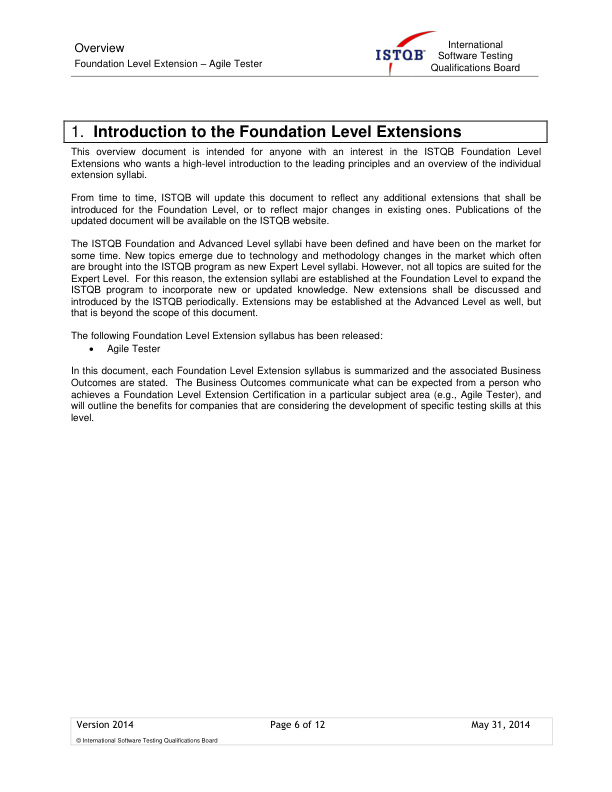 Overview
Foundation Level Extension – Agile Tester
ISTQB®
International
Software Testing
Qualifications Board
1. Introduction to the Foundation Level Extensions
This overview document is intended for anyone with an interest in the ISTQB Foundation Level
Extensions who wants a high-level introduction to the leading principles and an overview of the individual
extension syllabi.
From time to time, ISTQB will update this document to reflect any additional extensions that shall be
introduced for the Foundation Level, or to reflect major changes in existing ones. Publications of the
updated document will be available on the ISTQB website.
The ISTQB Foundation and Advanced Level syllabi have been defined and have been on the market for
some time. New topics emerge due to technology and methodology changes in the market which often
are brought into the ISTQB program as new Expert Level syllabi. However, not all topics are suited for the
Expert Level. For this reason, the extension syllabi are established at the Foundation Level to expand the
ISTQB program to incorporate new or updated knowledge. New extensions shall be discussed and
introduced by the ISTQB periodically. Extensions may be established at the Advanced Level as well, but
that is beyond the scope of this document.
The following Foundation Level Extension syllabus has been released:
• Agile Tester
In this document, each Foundation Level Extension syllabus is summarized and the associated Business
Outcomes are stated. The Business Outcomes communicate what can be expected from a person who
achieves a Foundation Level Extension Certification in a particular subject area (e.g., Agile Tester), and
will outline the benefits for companies that are considering the development of specific testing skills at this
level.
Version 2014 Page 6 of 12 May 31, 2014
© International Software Testing Qualifications Board